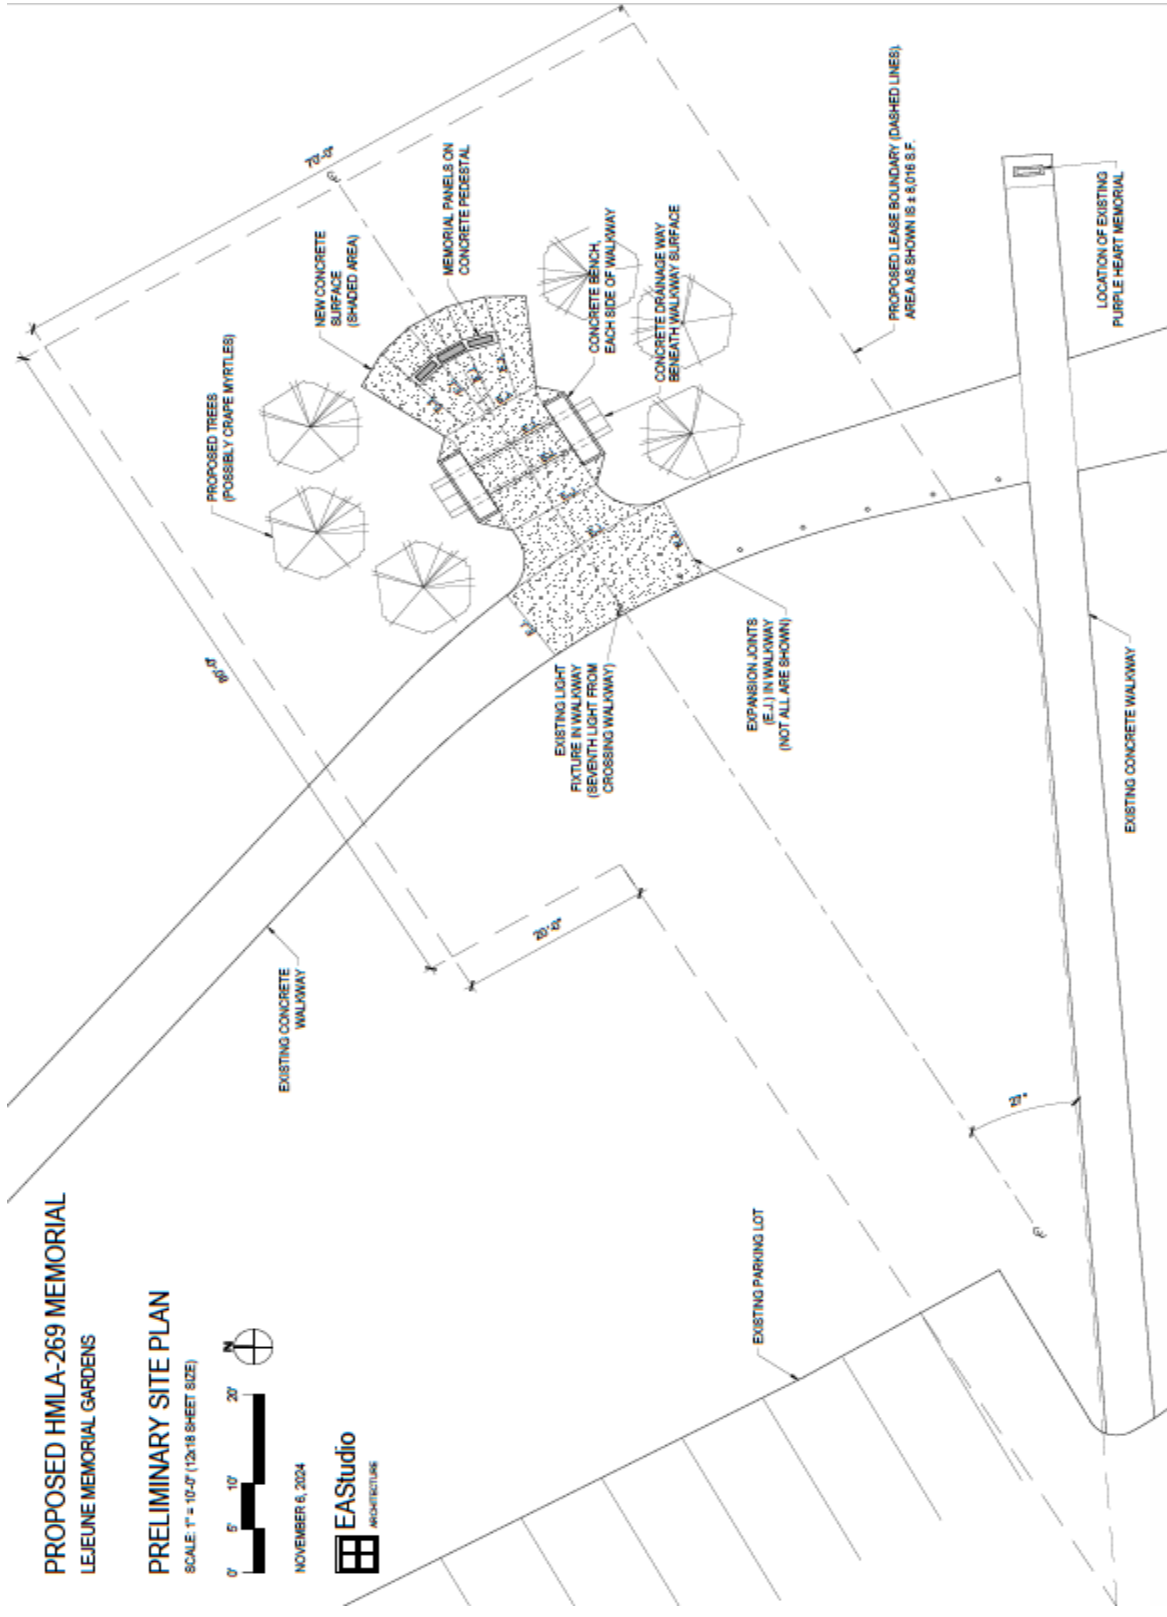 PROPOSED HMLA-269 MEMORIAL
LEJEUNE MEMORIAL GARDENS
PRELIMINARY SITE PLAN
SCALE: 1" = 10'-0" (12x18 SHEET SIZE)
0'
5'
10'
20'
N
NOVEMBER 6, 2024
EAStudio
ARCHITECTURE
EXISTING CONCRETE
WALKWAY
80'-0"
PROPOSED TREES
(POSSIBLY CRAPE MYRTLES)
NEW CONCRETE
SURFACE
(SHADED AREA)
70'-0"
MEMORIAL PANELS ON
CONCRETE PEDESTAL
CONCRETE BENCH,
EACH SIDE OF WALKWAY
CONCRETE DRAINAGE WAY
BENEATH WALKWAY SURFACE
PROPOSED LEASE BOUNDARY (DASHED LINES).
AREA AS SHOWN IS ± 8,016 S.F.
LOCATION OF EXISTING
PURPLE HEART MEMORIAL
E.J.
E.J.
E.J.
E.J.
E.J.
E.J.
E.J.
E.J.
E.J.
E.J.
E.J.
EXISTING LIGHT
FIXTURE IN WALKWAY
(SEVENTH LIGHT FROM
CROSSING WALKWAY)
EXPANSION JOINTS
(E.J.) IN WALKWAY
(NOT ALL ARE SHOWN)
20'-0"
EXISTING CONCRETE WALKWAY
EXISTING PARKING LOT